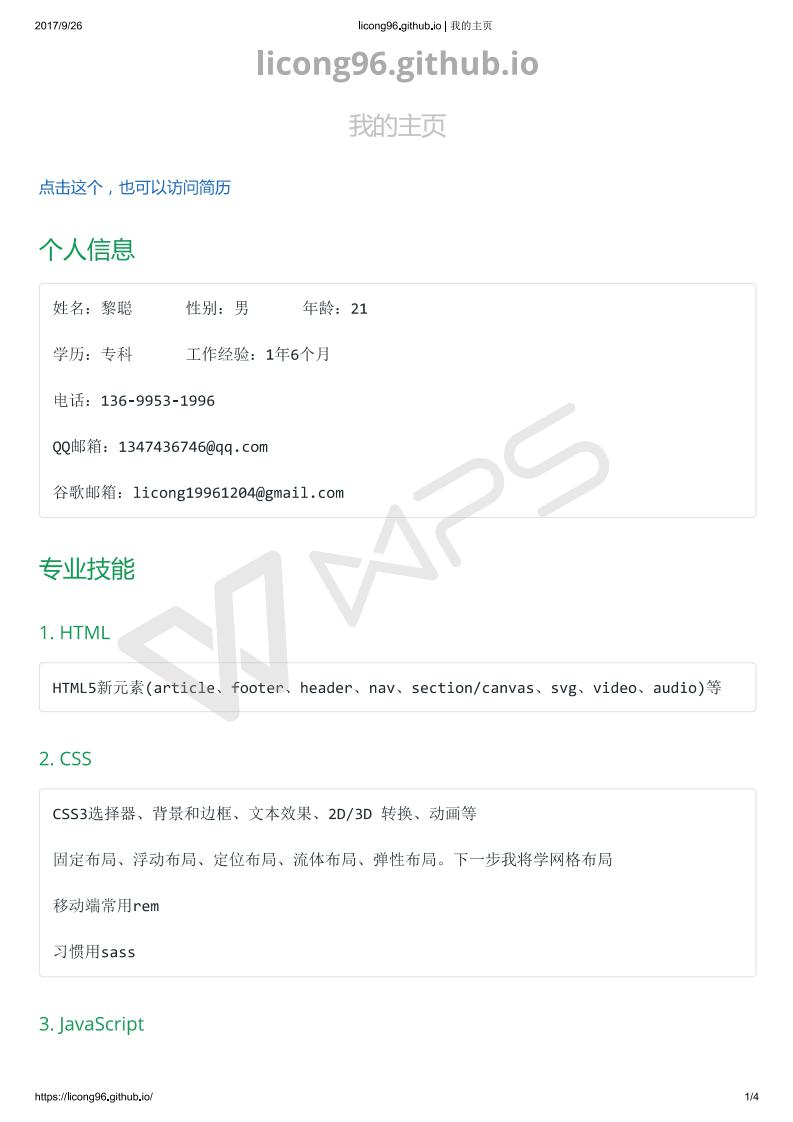 2017/9/26 licong96.github.io | 我的主页
licong96.github.io
我的主页
点击这个，也可以访问简历
个人信息
姓名：黎聪 性别：男 年龄：21
学历：专科 工作经验：1年6个月
电话：136-9953-1996
QQ邮箱：1347436746@qq.com
谷歌邮箱：licong19961204@gmail.com
WPS
专业技能
1. HTML
HTML5新元素(article、footer、header、nav、section/canvas、svg、video、audio)等
2. CSS
CSS3选择器、背景和边框、文本效果、2D/3D 转换、动画等
固定布局、浮动布局、定位布局、流体布局、弹性布局。下一步我将学网格布局
移动端常用rem
习惯用sass
3. JavaScript
https://licong96.github.io/ 1/4